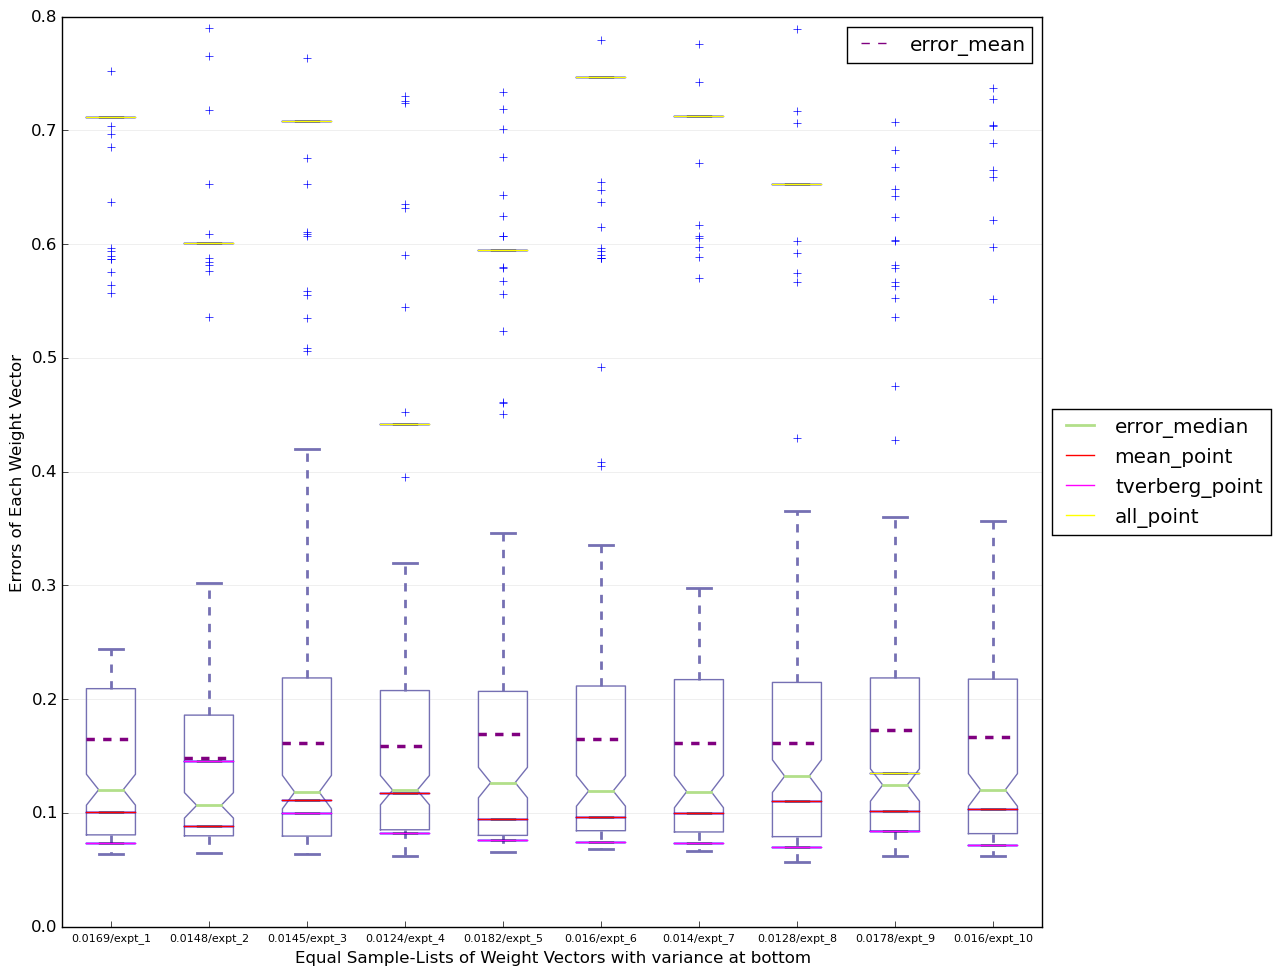 0.8
0.7
0.6
0.5
0.4
0.3
0.2
0.1
0.0
Errors of Each Weight Vector
error_mean
error_median
mean_point
tverberg_point
all_point
0.0169/expt_1 0.0148/expt_2 0.0145/expt_3 0.0124/expt_4 0.0182/expt_5 0.016/expt_6 0.014/expt_7 0.0128/expt_8 0.0178/expt_9 0.016/expt_10
Equal Sample-Lists of Weight Vectors with variance at bottom